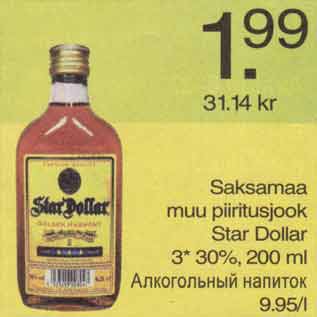 1.99
31.14 kr
Star Dollar
Saksamaa
muu piiritusjook
Star Dollar
3* 30%, 200 ml
Алкогольный напиток
9.95/l